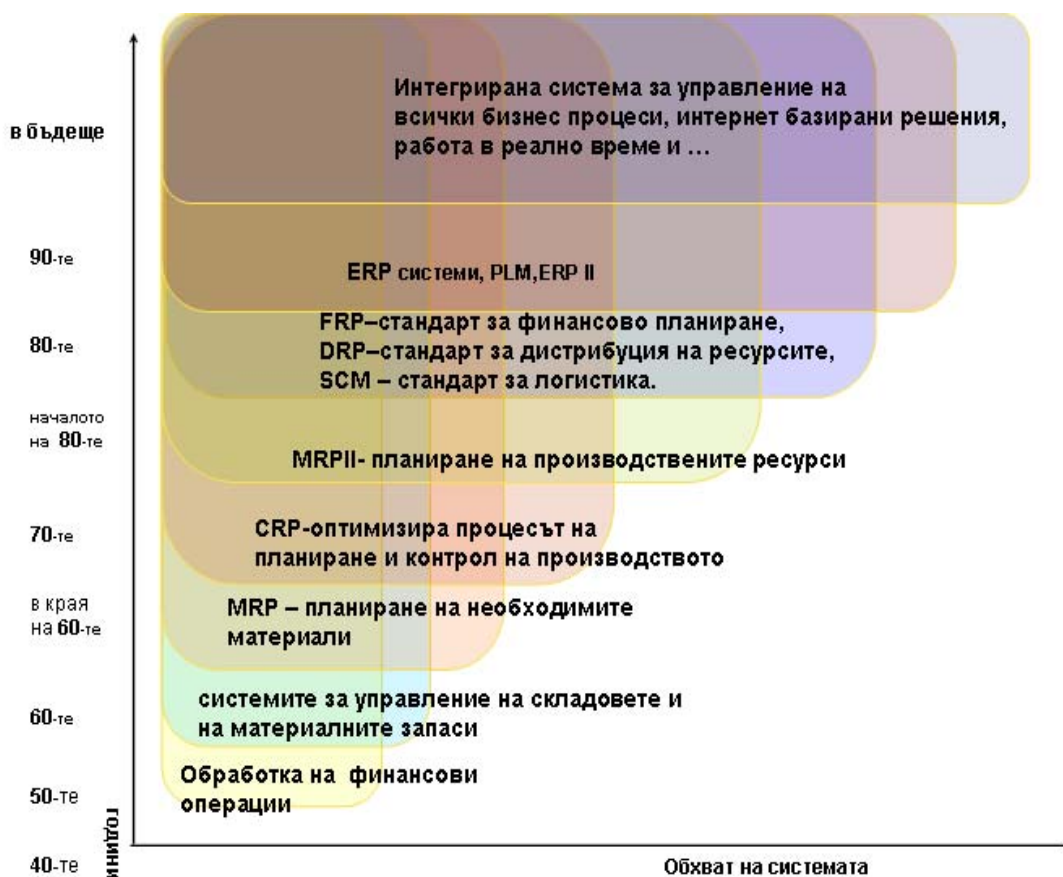 в бъдеще
Интегрирана система за управление на
всички бизнес процеси, интернет базирани решения,
работа в реално време и ...
90-те
ERP системи, PLM,ERP II
80-те
FRP–стандарт за финансово планиране,
DRP–стандарт за дистрибуция на ресурсите,
SCM – стандарт за логистика.
началото
на 80-те
MRPII- планиране на производствените ресурси
70-те
CRP-оптимизира процесът на
планиране и контрол на производството
в края
на 60-те
MRP – планиране на необходимите
материали
60-те
системите за управление на складовете и
на материалните запаси
50-те
Обработка на финансови
операции
40-те
години
Обхват на системата